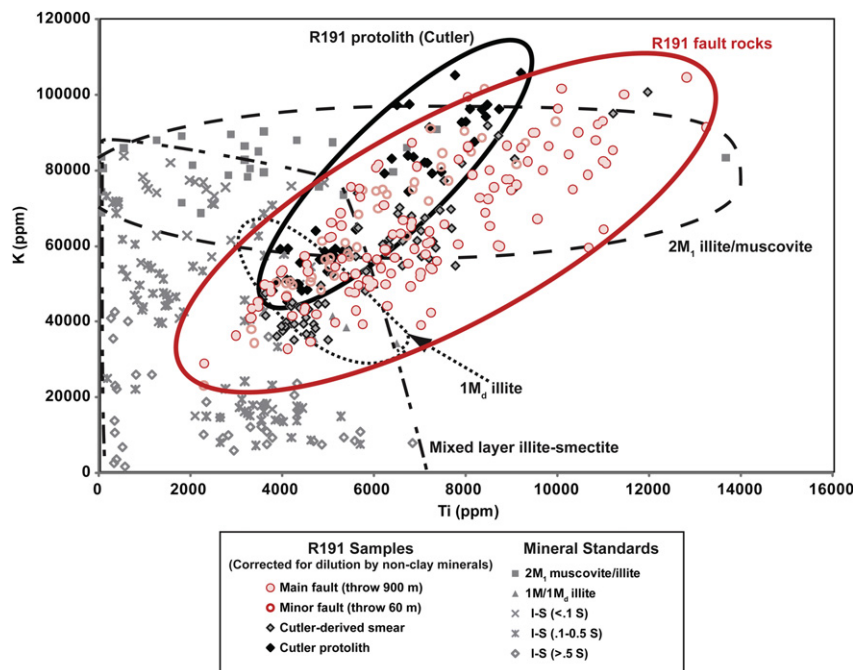 120000
100000
80000
60000
40000
20000
0
K (ppm)
R191 protolith (Cutler)
R191 fault rocks
2M₁ illite/muscovite
1M_d illite
Mixed layer illite-smectite
0 2000 4000 6000 8000 10000 12000 14000 16000
Ti (ppm)
R191 Samples
(Corrected for dilution by non-clay minerals)
Main fault (throw 900 m)
Minor fault (throw 60 m)
Cutler-derived smear
Cutler protolith
Mineral Standards
2M₁ muscovite/illite
1M/1M_d illite
I-S (<.1 S)
I-S (.1-0.5 S)
I-S (>.5 S)